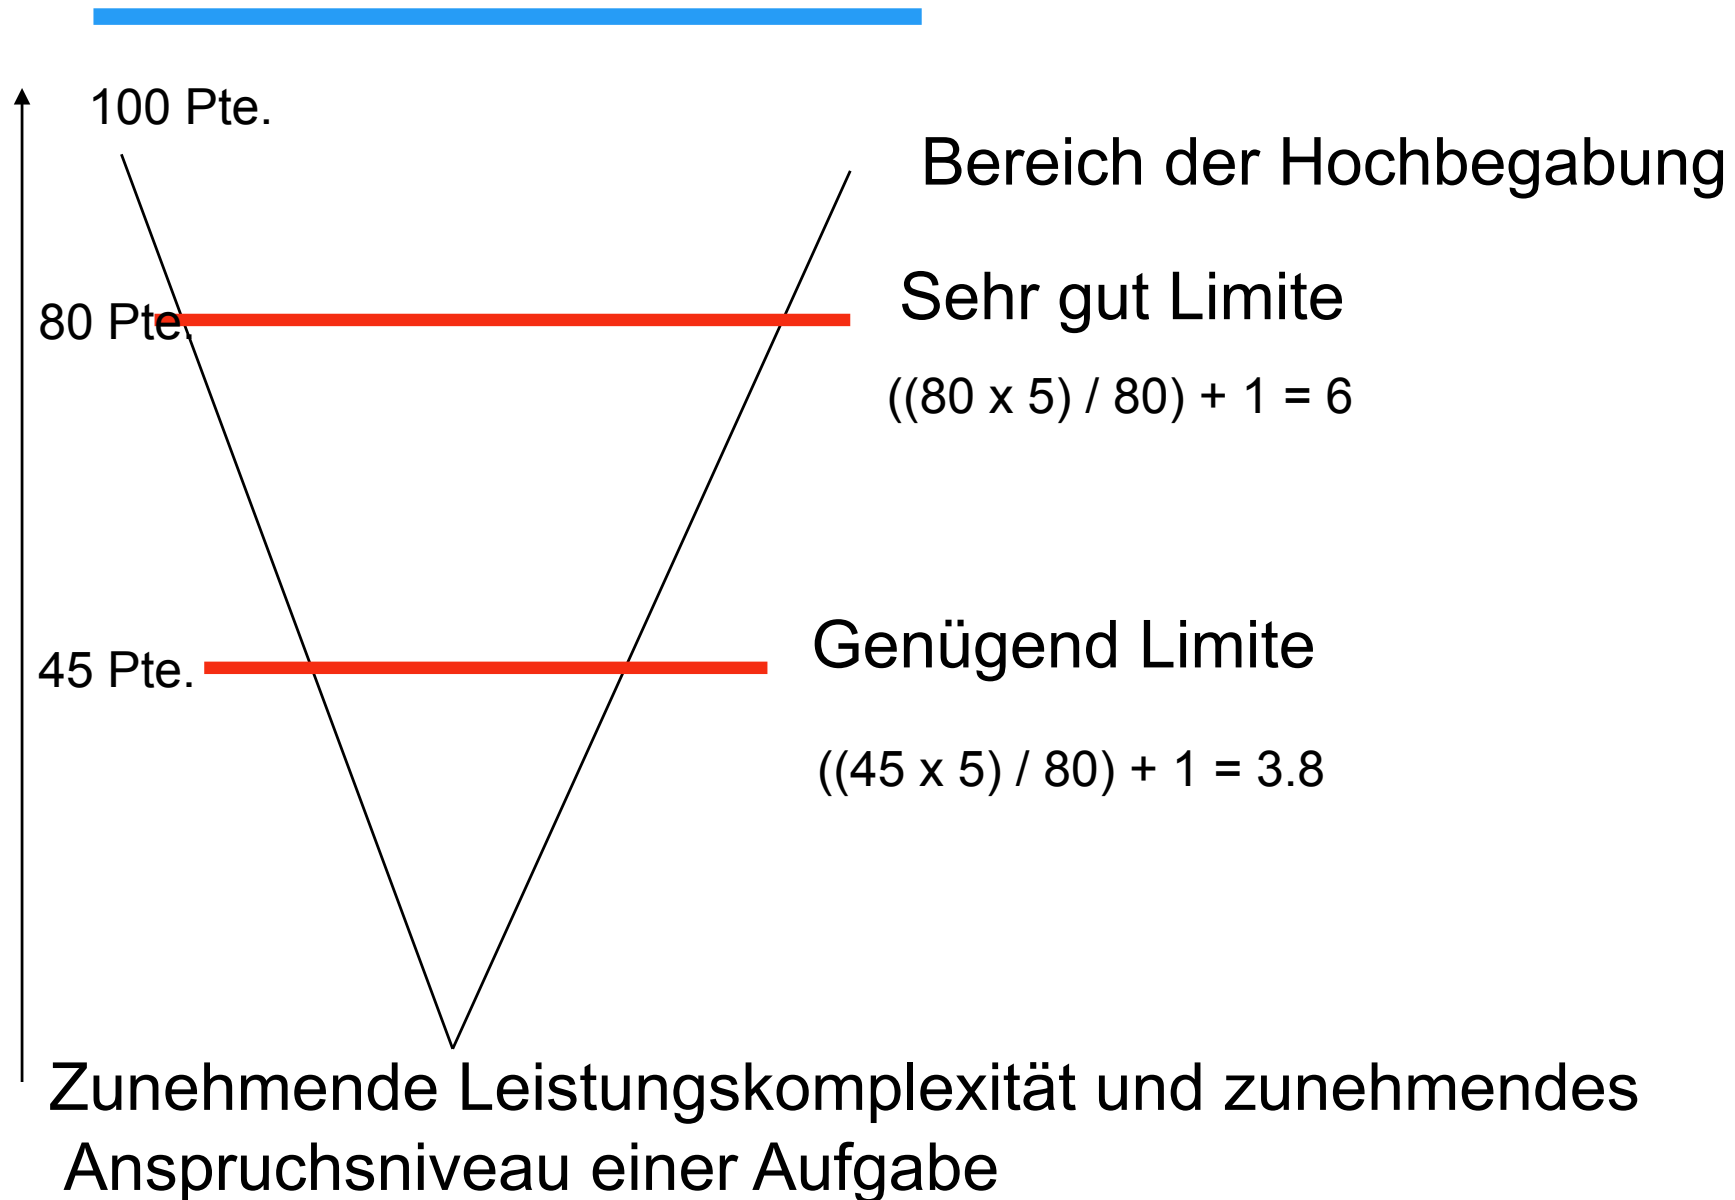 100 Pte.
Bereich der Hochbegabung
Sehr gut Limite
80 Pte.
((80 x 5) / 80) + 1 = 6
Genügend Limite
45 Pte.
((45 x 5) / 80) + 1 = 3.8
Zunehmende Leistungskomplexität und zunehmendes
Anspruchsniveau einer Aufgabe